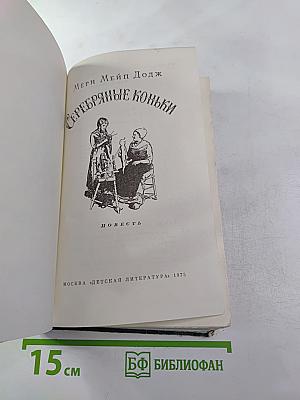 Мери Мейп Додж
Серебряные коньки
ПОВЕСТЬ
МОСКВА «ДЕТСКАЯ ЛИТЕРАТУРА» 1975
15 см
БФ БИБЛИОФАН